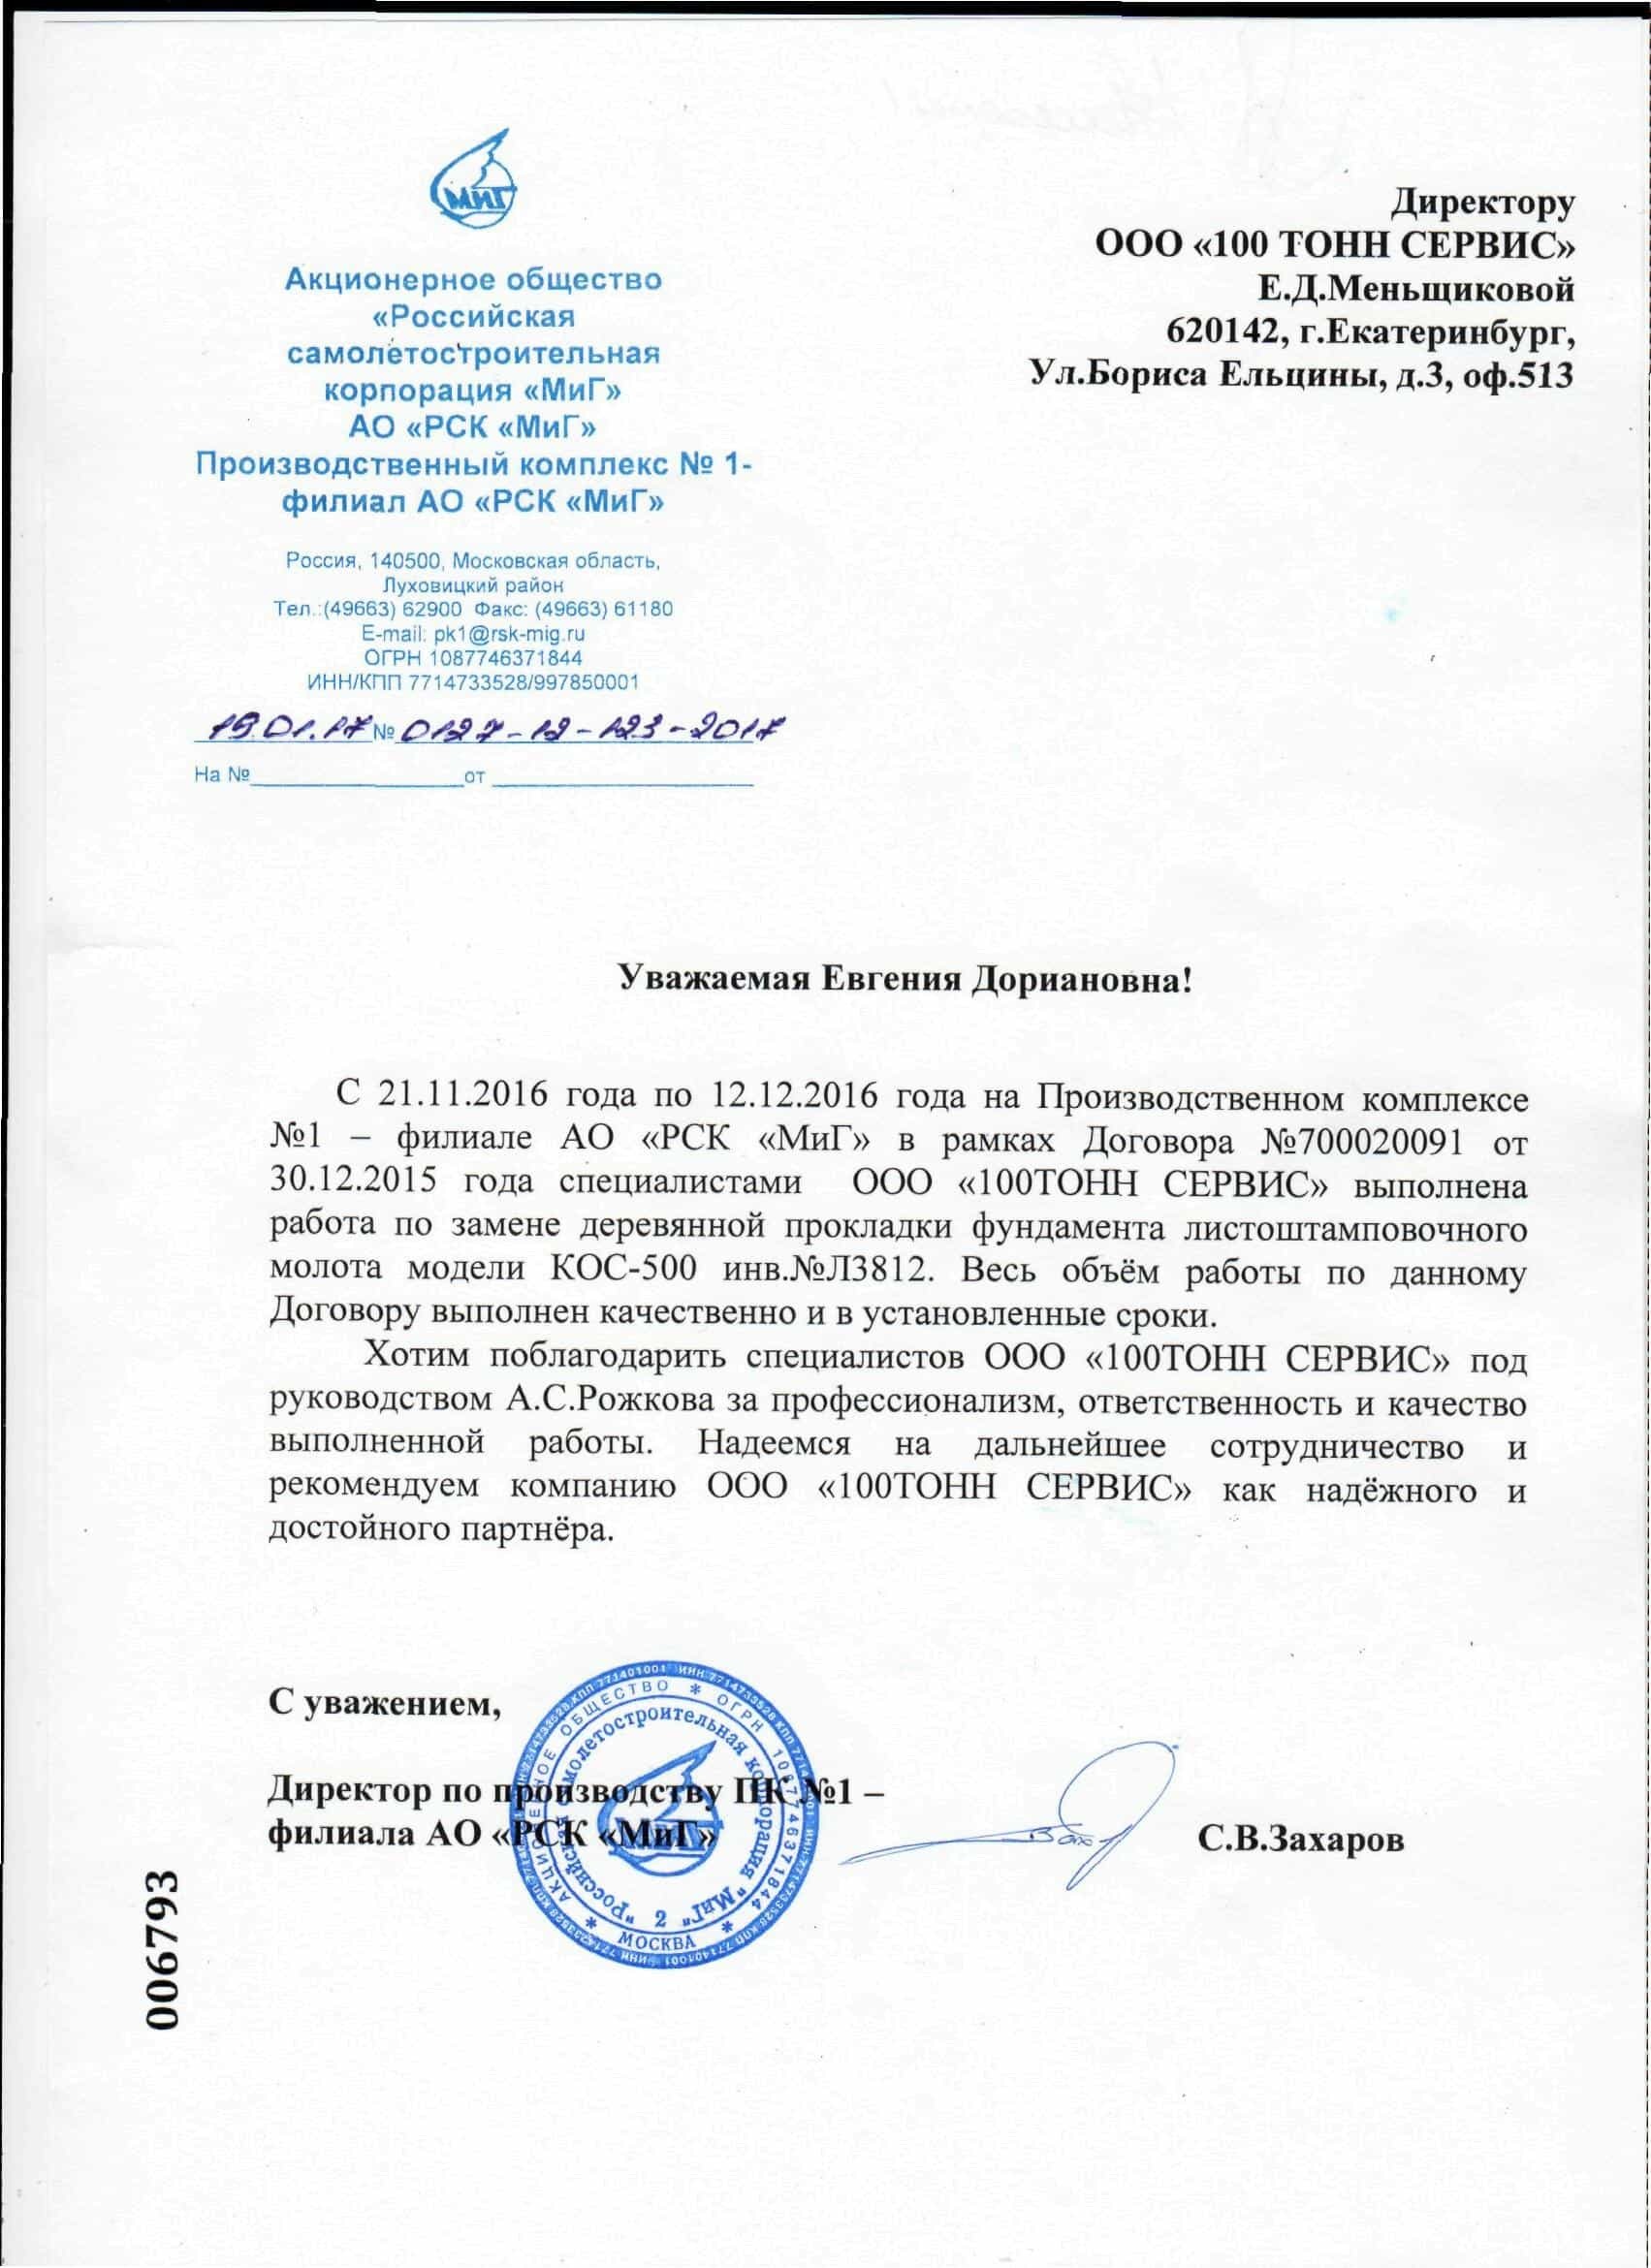 МиГ
Акционерное общество
«Российская
самолётостроительная
корпорация «МиГ»
АО «РСК «МиГ»
Производственный комплекс № 1-
филиал АО «РСК «МиГ»
Россия, 140500, Московская область,
Луховицкий район
Тел.:(49663) 62900 Факс: (49663) 61180
E-mail: pk1@rsk-mig.ru
ОГРН 1087746371844
ИНН/КПП 7714733528/997850001
19.01.17 № 0127-12-123-2017
На № от
Директору
ООО «100 ТОНН СЕРВИС»
Е.Д.Меньщиковой
620142, г.Екатеринбург,
Ул.Бориса Ельцины, д.3, оф.513
Уважаемая Евгения Дориановна!
С 21.11.2016 года по 12.12.2016 года на Производственном комплексе
№1 – филиале АО «РСК «МиГ» в рамках Договора №700020091 от
30.12.2015 года специалистами ООО «100ТОНН СЕРВИС» выполнена
работа по замене деревянной прокладки фундамента листоштамповочного
молота модели КОС-500 инв.№Л3812. Весь объём работы по данному
Договору выполнен качественно и в установленные сроки.
Хотим поблагодарить специалистов ООО «100ТОНН СЕРВИС» под
руководством А.С.Рожкова за профессионализм, ответственность и качество
выполненной работы. Надеемся на дальнейшее сотрудничество и
рекомендуем компанию ООО «100ТОНН СЕРВИС» как надёжного и
достойного партнёра.
С уважением,
Директор по производству ПК №1 –
филиала АО «РСК «МиГ»
С.В.Захаров
АКЦИОНЕРНОЕ ОБЩЕСТВО * ОГРН 1087746371844 * МОСКВА *
"Российская самолетостроительная корпорация "МиГ" 2
ИНН 7714733528 КПП 771401001
МиГ
006793